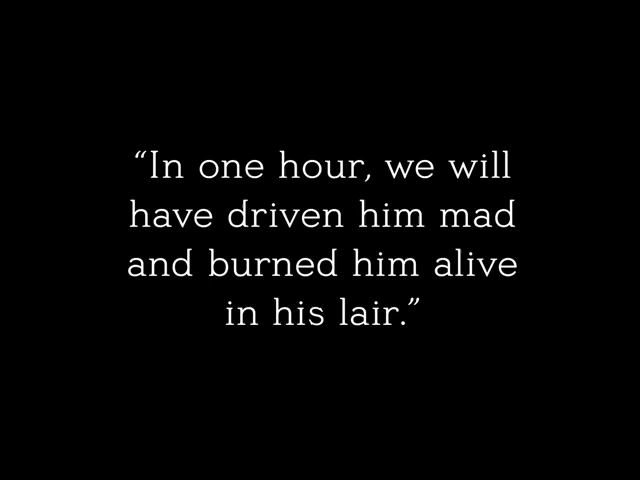 “In one hour, we will
have driven him mad
and burned him alive
in his lair.”